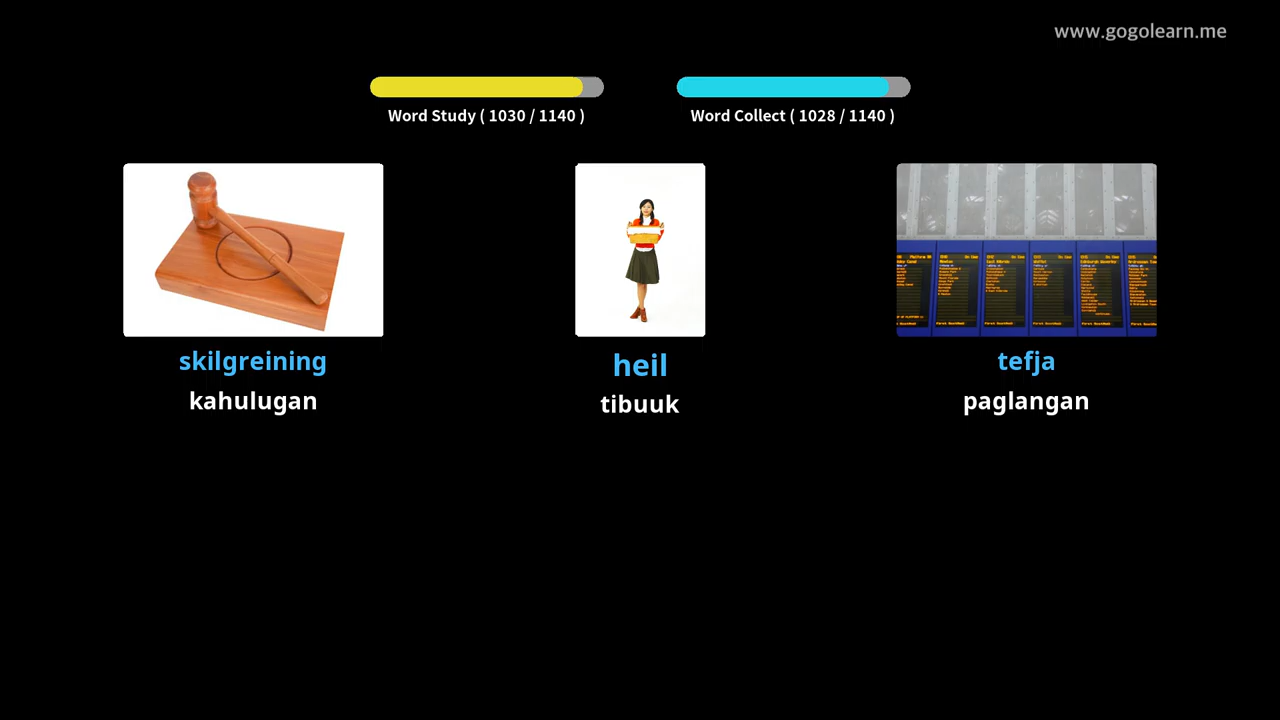 www.gogolearn.me
Word Study ( 1030 / 1140 )
Word Collect ( 1028 / 1140 )
skilgreining
heil
tefja
kahulugan
tibuuk
paglangan